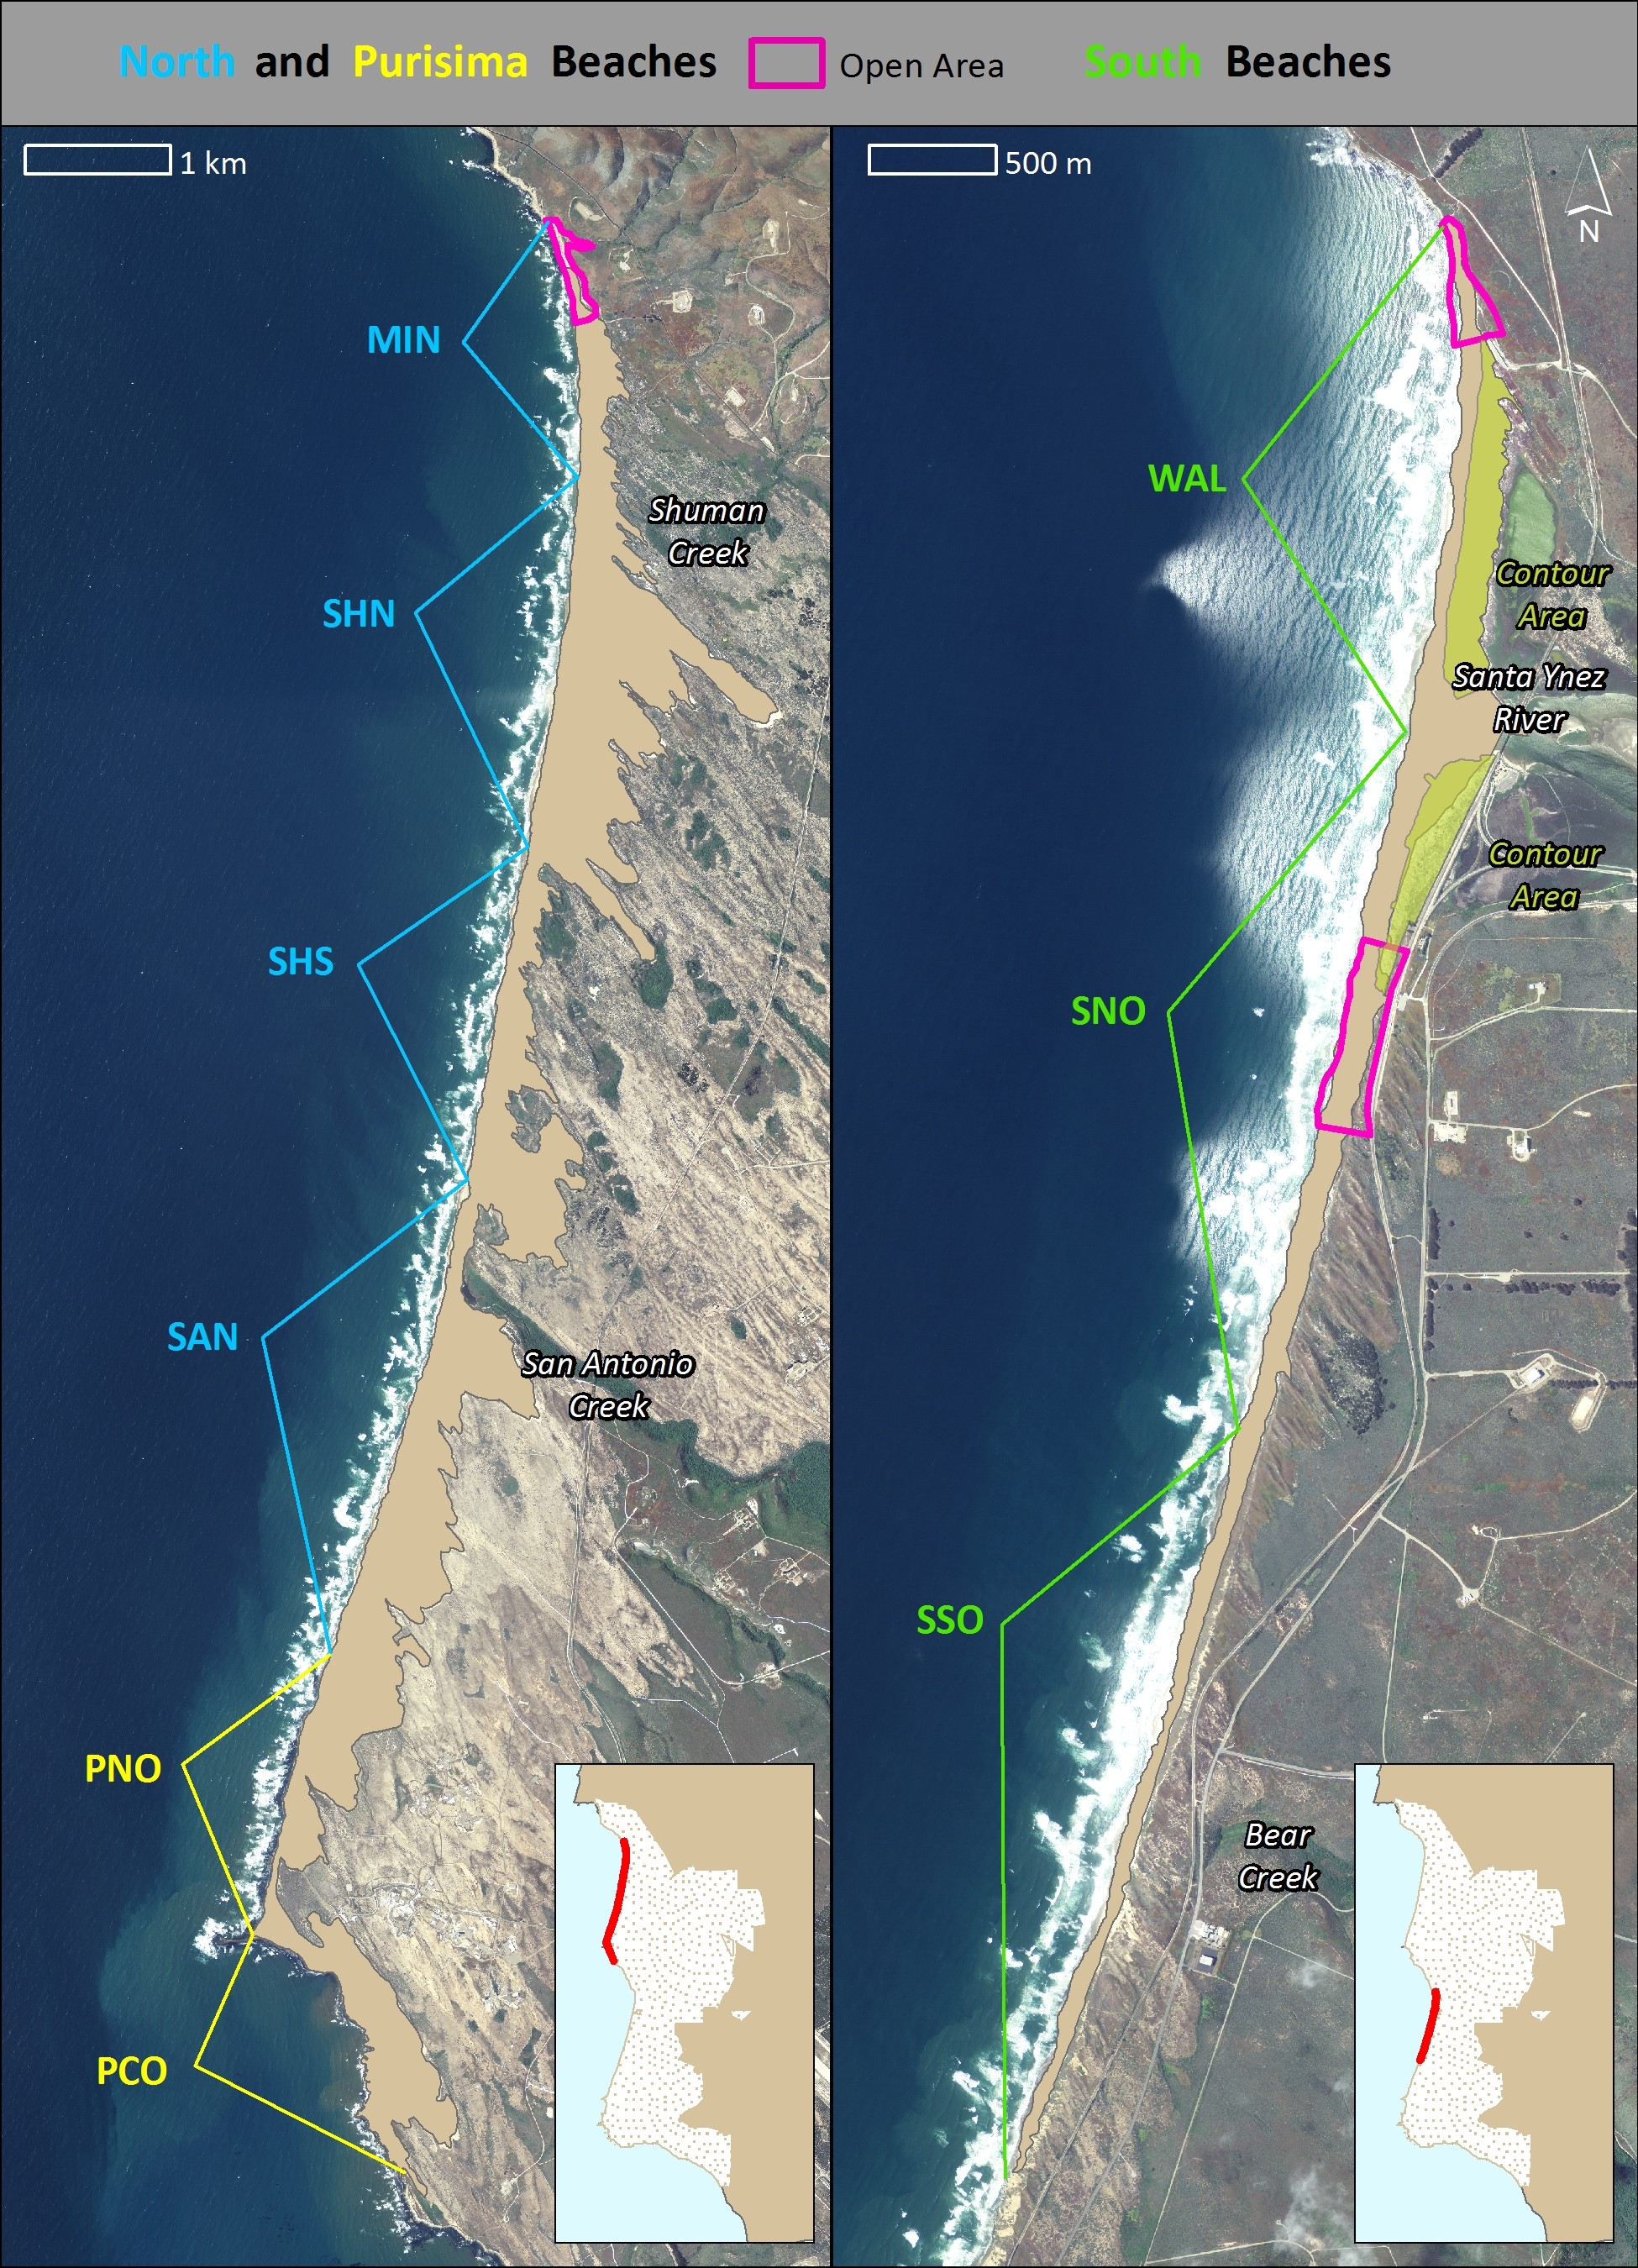 North and Purisima Beaches Open Area South Beaches
1 km
MIN
Shuman
Creek
SHN
SHS
SAN
San Antonio
Creek
PNO
PCO
500 m
N
WAL
Contour
Area
Santa Ynez
River
Contour
Area
SNO
SSO
Bear
Creek